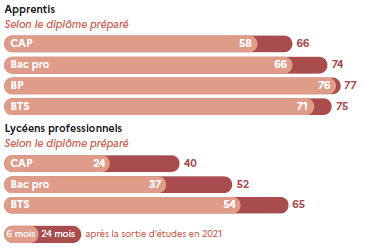 Apprentis
Selon le diplôme préparé
CAP 58 66
Bac pro 66 74
BP 76 77
BTS 71 75
Lycéens professionnels
Selon le diplôme préparé
CAP 24 40
Bac pro 37 52
BTS 54 65
6 mois 24 mois après la sortie d'études en 2021